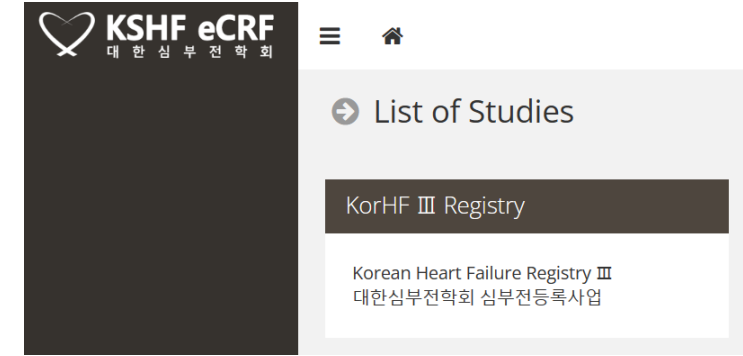 KSHF eCRF
대한심부전학회
List of Studies
KorHF Ⅲ Registry
Korean Heart Failure Registry Ⅲ
대한심부전학회 심부전등록사업